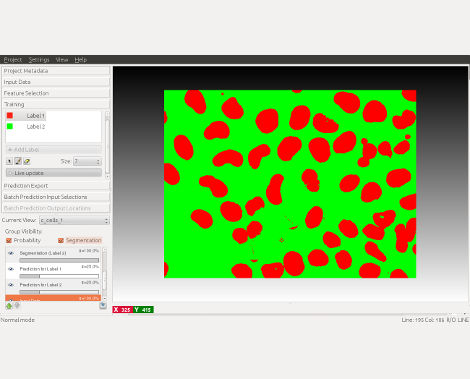 Project Settings View Help
Project Metadata
Input Data
Feature Selection
Training
Label 1
Label 2
Add Label
Size 7
Live update
Prediction Export
Batch Prediction Input Selections
Batch Prediction Output Locations
Current View: c_cells_1
Group Visibility
Probability Segmentation
Segmentation (Label 2)
Prediction for Label 1
Prediction for Label 2
X 325 Y 415
Normal mode Line: 195 Col: 186 R/O LINE